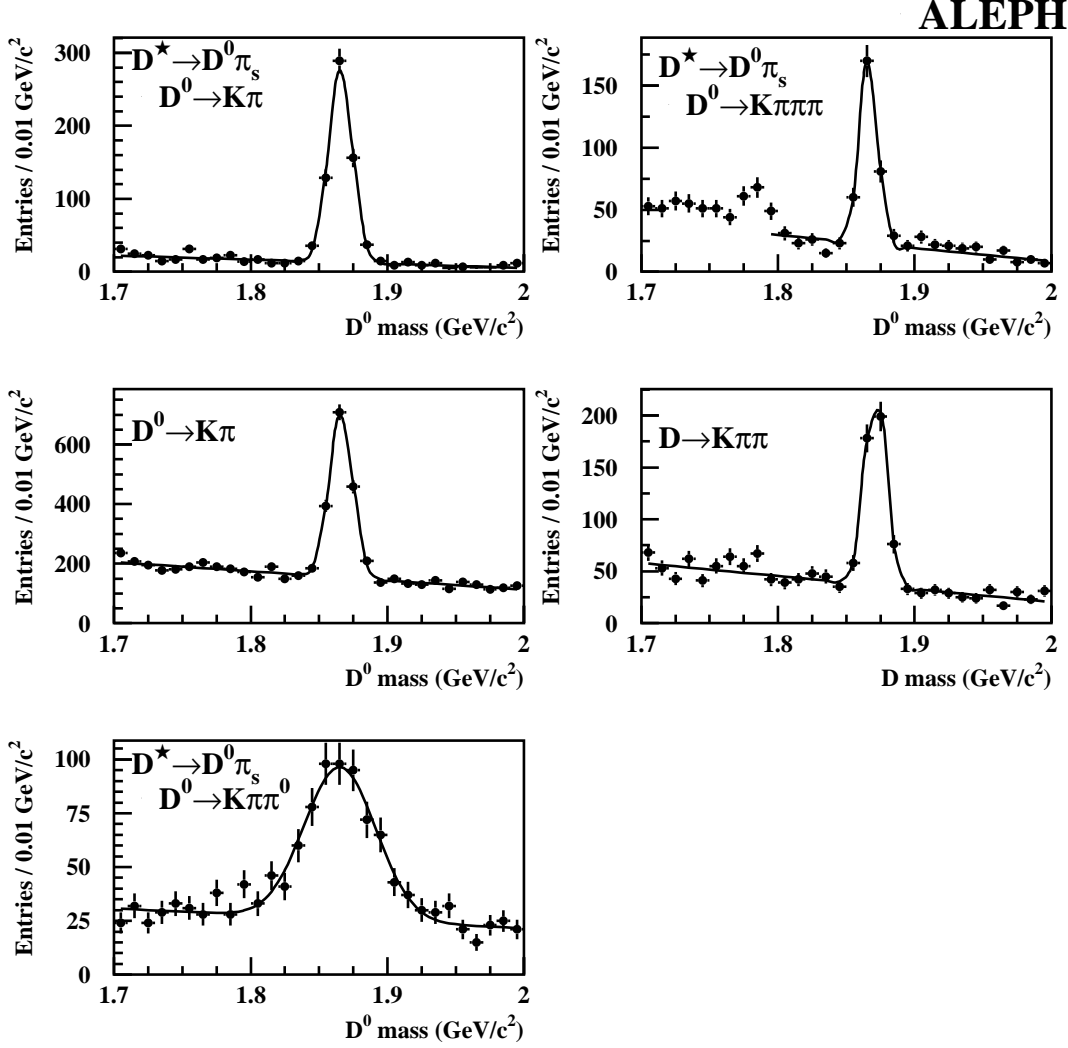 ALEPH
Entries / 0.01 GeV/c²
300
200
100
0
D★→D⁰πₛ
D⁰→Kπ
1.7 1.8 1.9 2
D⁰ mass (GeV/c²)
Entries / 0.01 GeV/c²
150
100
50
0
D★→D⁰πₛ
D⁰→Kπππ
1.7 1.8 1.9 2
D⁰ mass (GeV/c²)
Entries / 0.01 GeV/c²
600
400
200
0
D⁰→Kπ
1.7 1.8 1.9 2
D⁰ mass (GeV/c²)
Entries / 0.01 GeV/c²
200
150
100
50
0
D→Kππ
1.7 1.8 1.9 2
D mass (GeV/c²)
Entries / 0.01 GeV/c²
100
75
50
25
0
D★→D⁰πₛ
D⁰→Kππ⁰
1.7 1.8 1.9 2
D⁰ mass (GeV/c²)